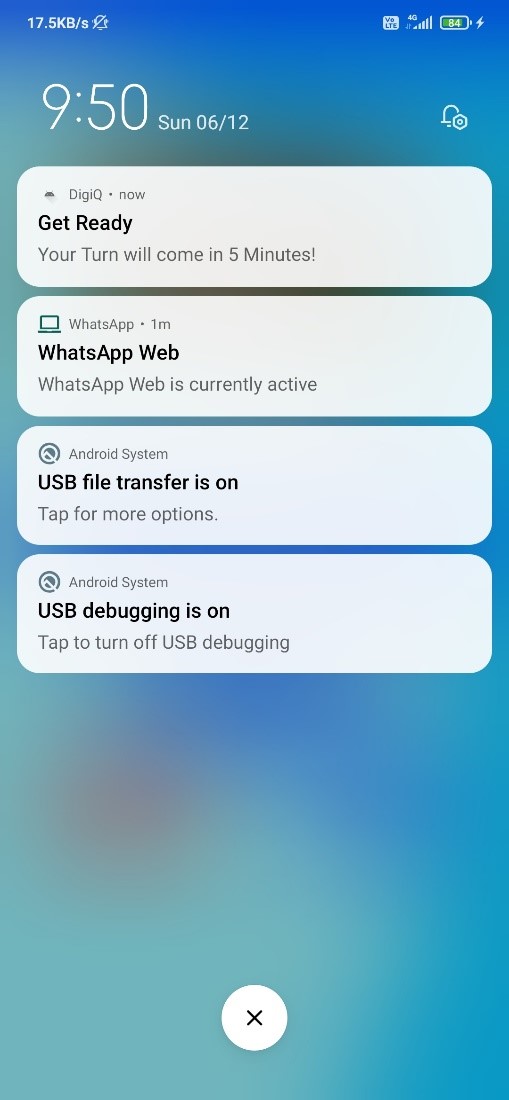 17.5KB/s Vo LTE 4G 84
9:50 Sun 06/12
DigiQ • now
Get Ready
Your Turn will come in 5 Minutes!
WhatsApp • 1m
WhatsApp Web
WhatsApp Web is currently active
Android System
USB file transfer is on
Tap for more options.
Android System
USB debugging is on
Tap to turn off USB debugging